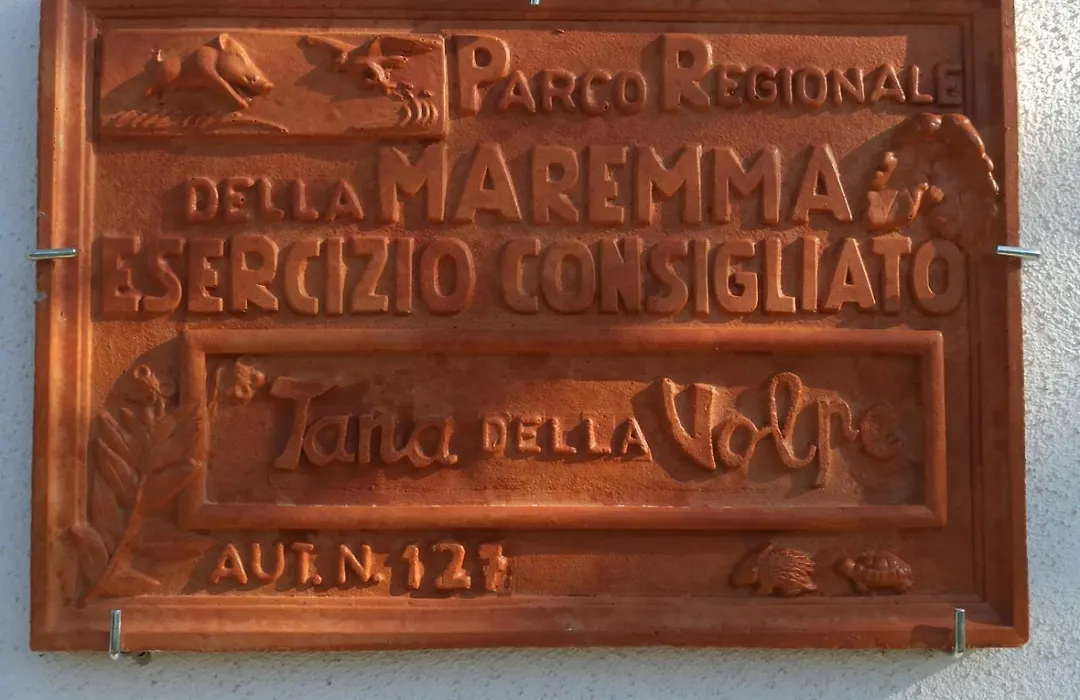 PARCO REGIONALE
DELLA MAREMMA
ESERCIZIO CONSIGLIATO
Tana DELLA Volpe
AUT. N. 127